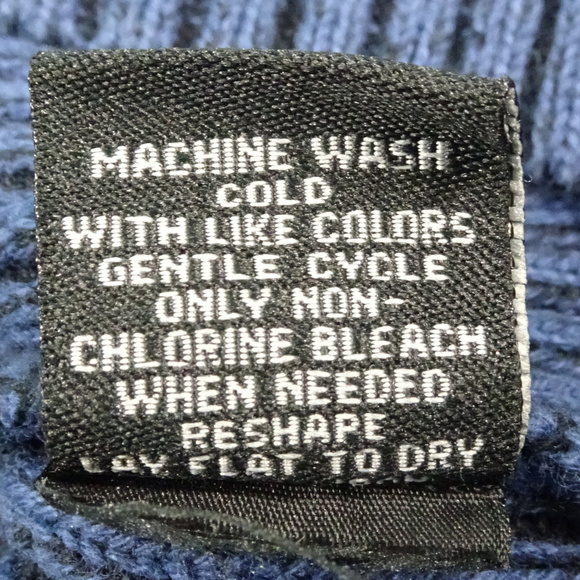 MACHINE WASH
COLD
WITH LIKE COLORS
GENTLE CYCLE
ONLY NON-
CHLORINE BLEACH
WHEN NEEDED
RESHAPE
LAY FLAT TO DRY